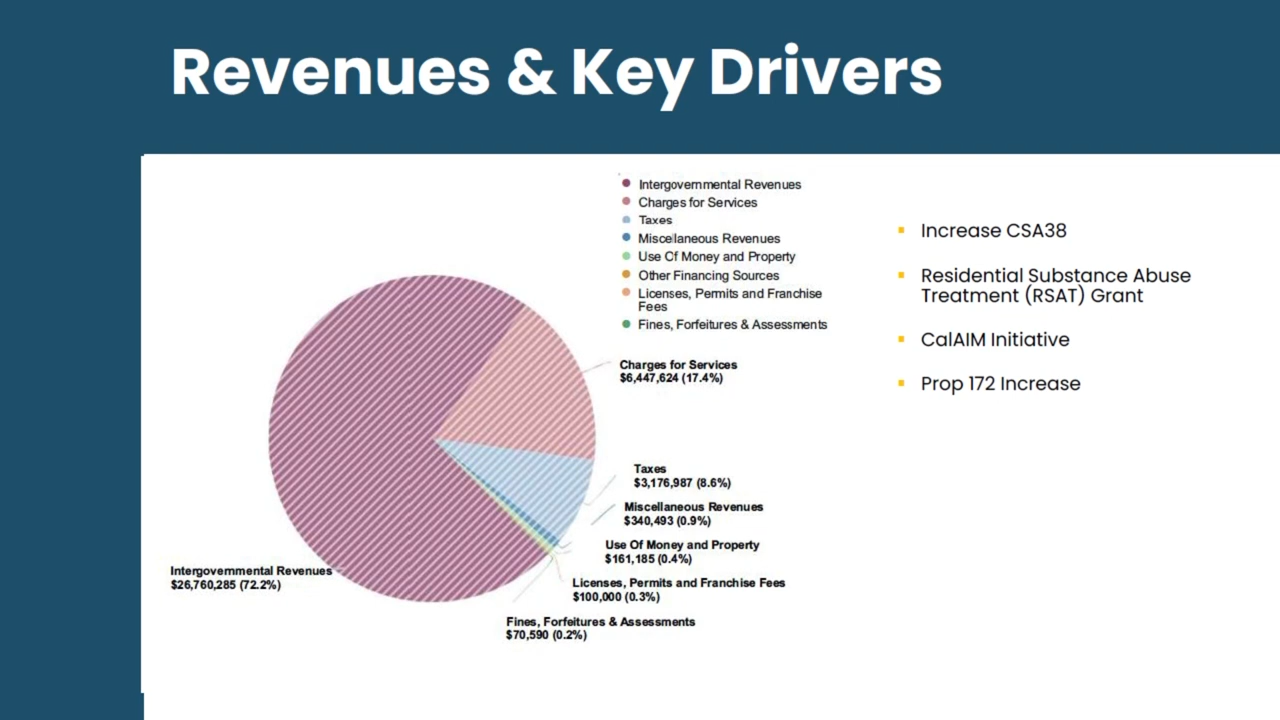 Revenues & Key Drivers
Intergovernmental Revenues
Charges for Services
Taxes
Miscellaneous Revenues
Use Of Money and Property
Other Financing Sources
Licenses, Permits and Franchise
Fees
Fines, Forfeitures & Assessments
Charges for Services
$6,447,624 (17.4%)
Taxes
$3,176,987 (8.6%)
Miscellaneous Revenues
$340,493 (0.9%)
Use Of Money and Property
$161,185 (0.4%)
Licenses, Permits and Franchise Fees
$100,000 (0.3%)
Fines, Forfeitures & Assessments
$70,590 (0.2%)
Intergovernmental Revenues
$26,760,285 (72.2%)
▪ Increase CSA38
▪ Residential Substance Abuse
Treatment (RSAT) Grant
▪ CalAIM Initiative
▪ Prop 172 Increase